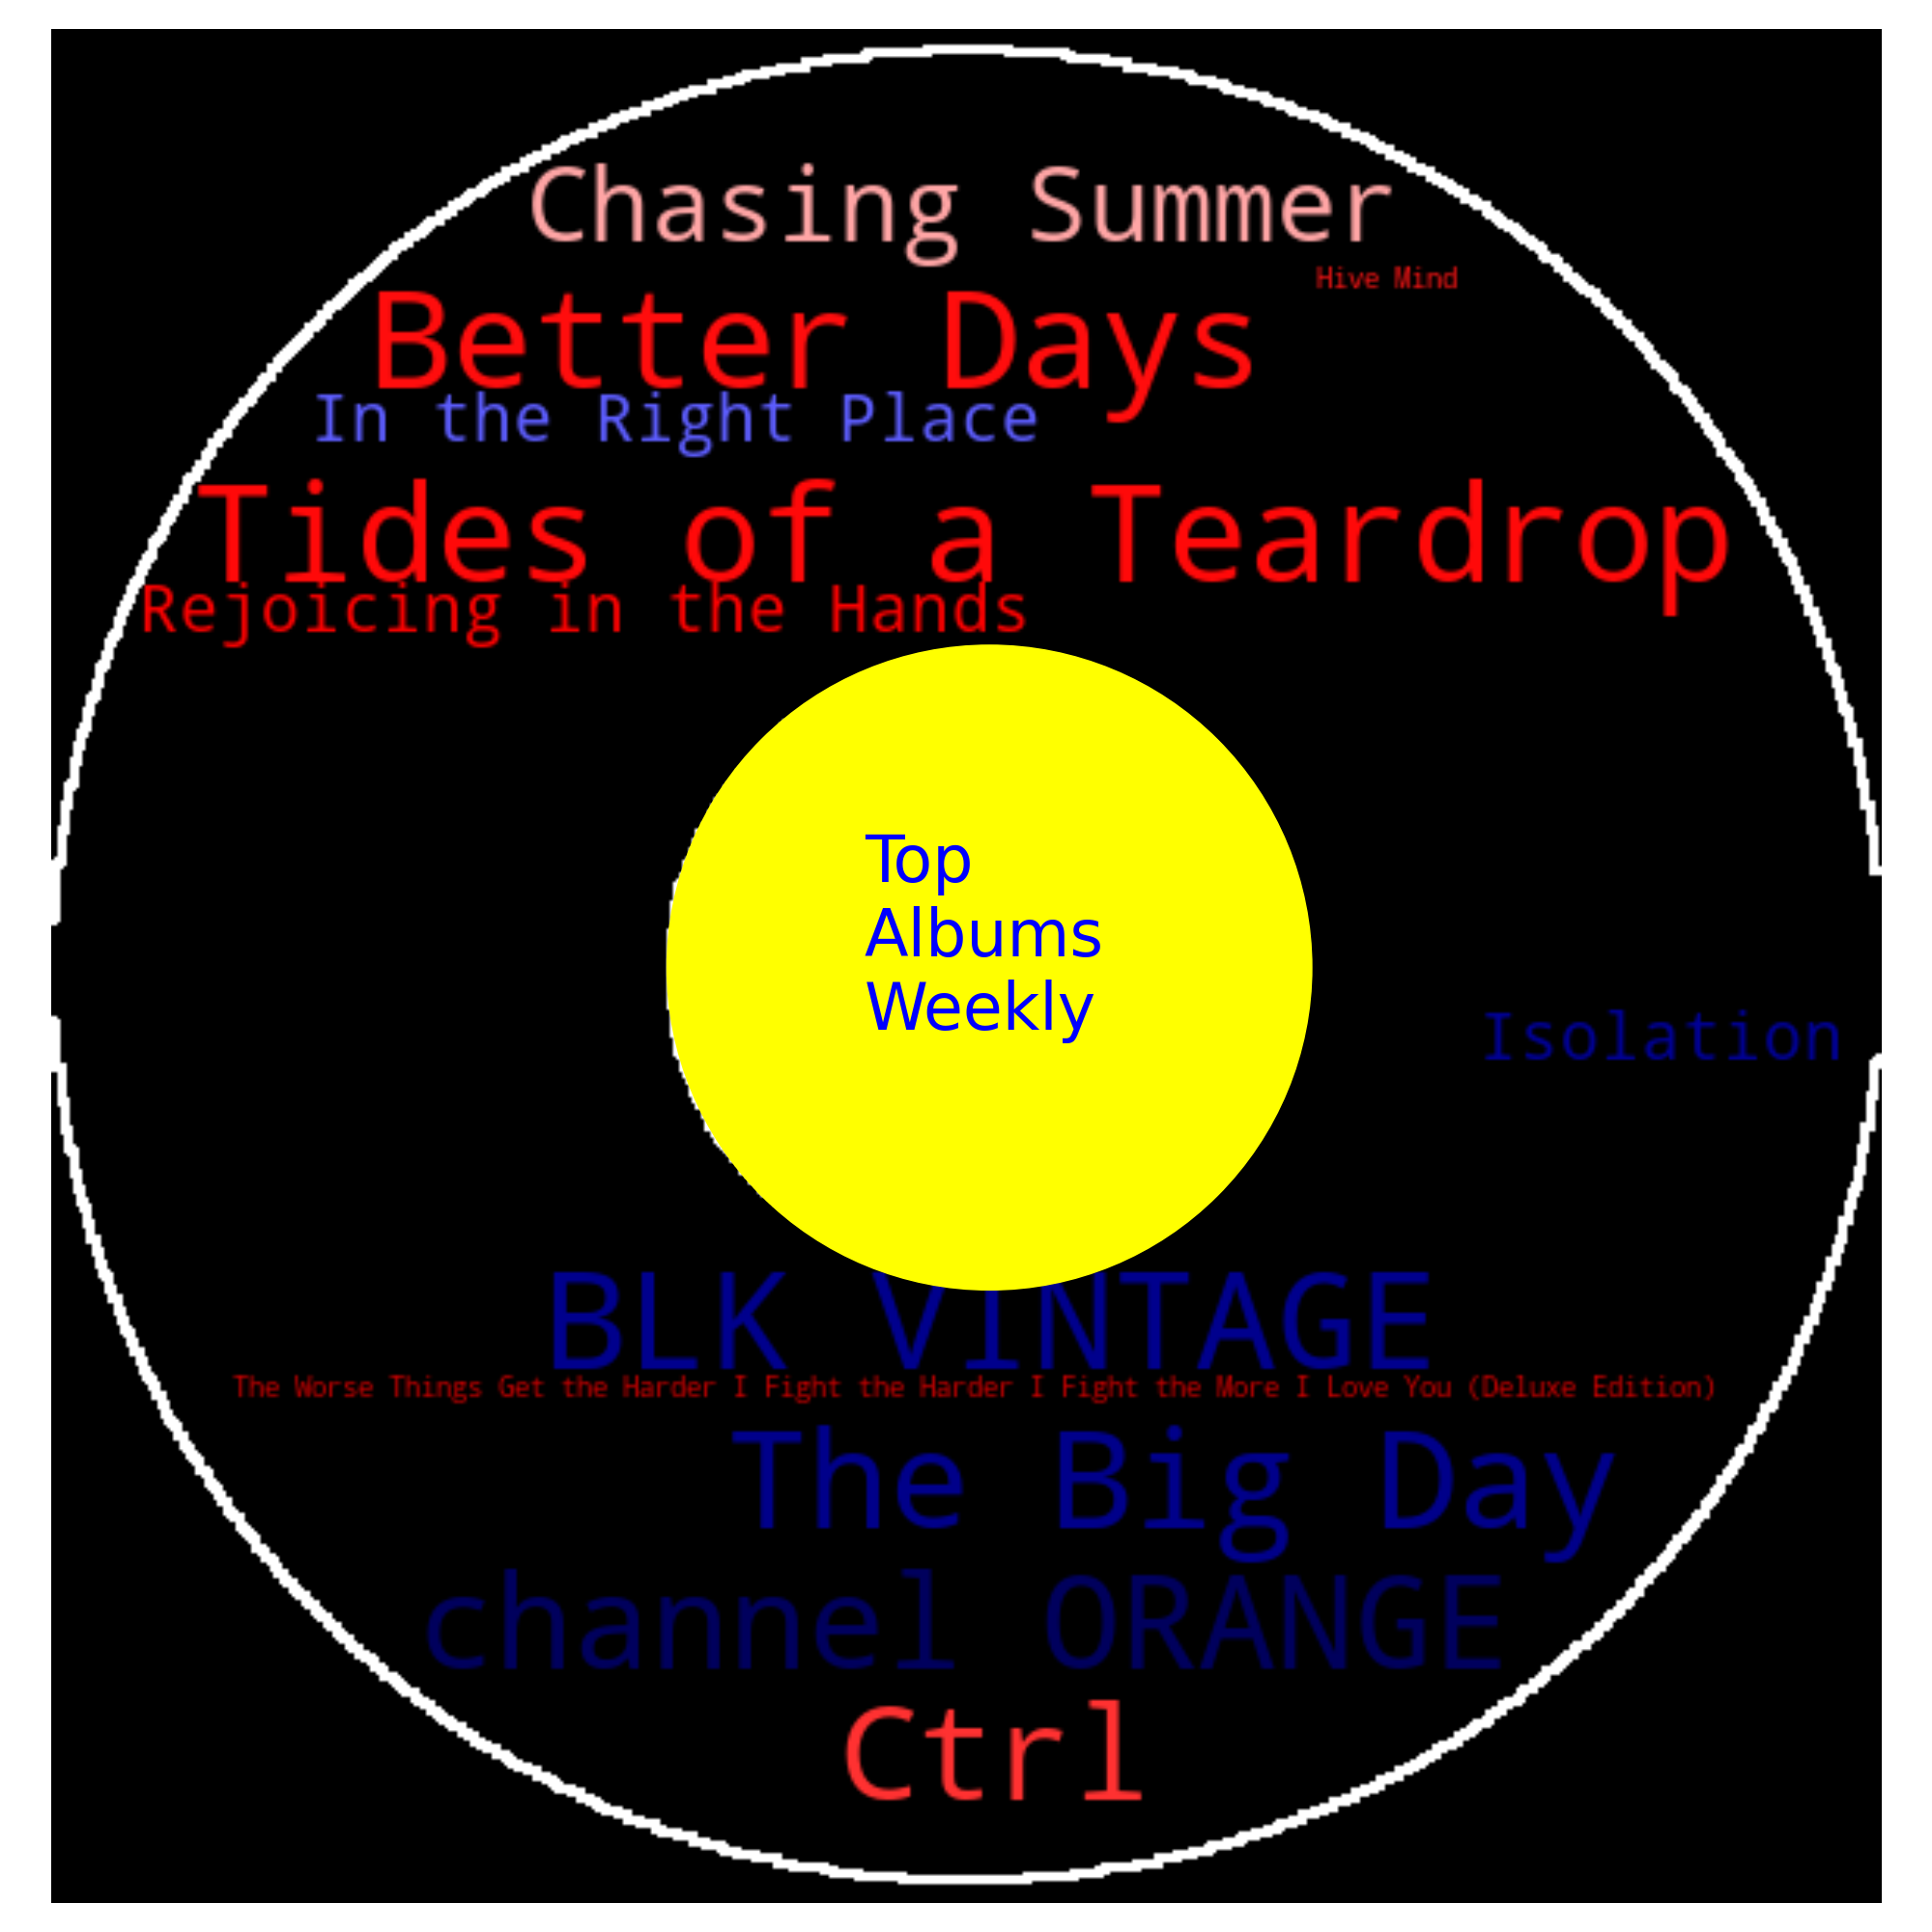 Chasing Summer
Hive Mind
Better Days
In the Right Place
Tides of a Teardrop
Rejoicing in the Hands
Top
Albums
Weekly
Isolation
BLK VINTAGE
The Worse Things Get the Harder I Fight the Harder I Fight the More I Love You (Deluxe Edition)
The Big Day
channel ORANGE
Ctrl